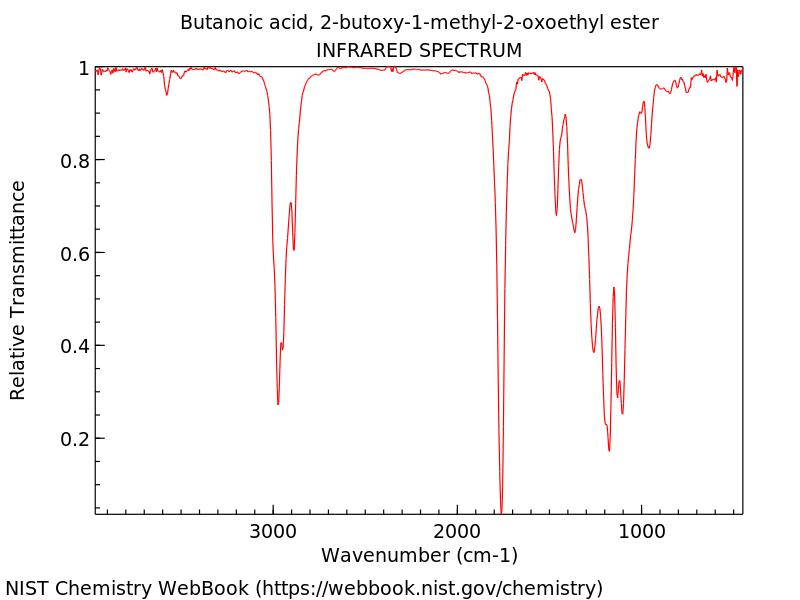 Butanoic acid, 2-butoxy-1-methyl-2-oxoethyl ester
INFRARED SPECTRUM
1
0.8
0.6
0.4
0.2
Relative Transmittance
3000 2000 1000
Wavenumber (cm-1)
NIST Chemistry WebBook (https://webbook.nist.gov/chemistry)